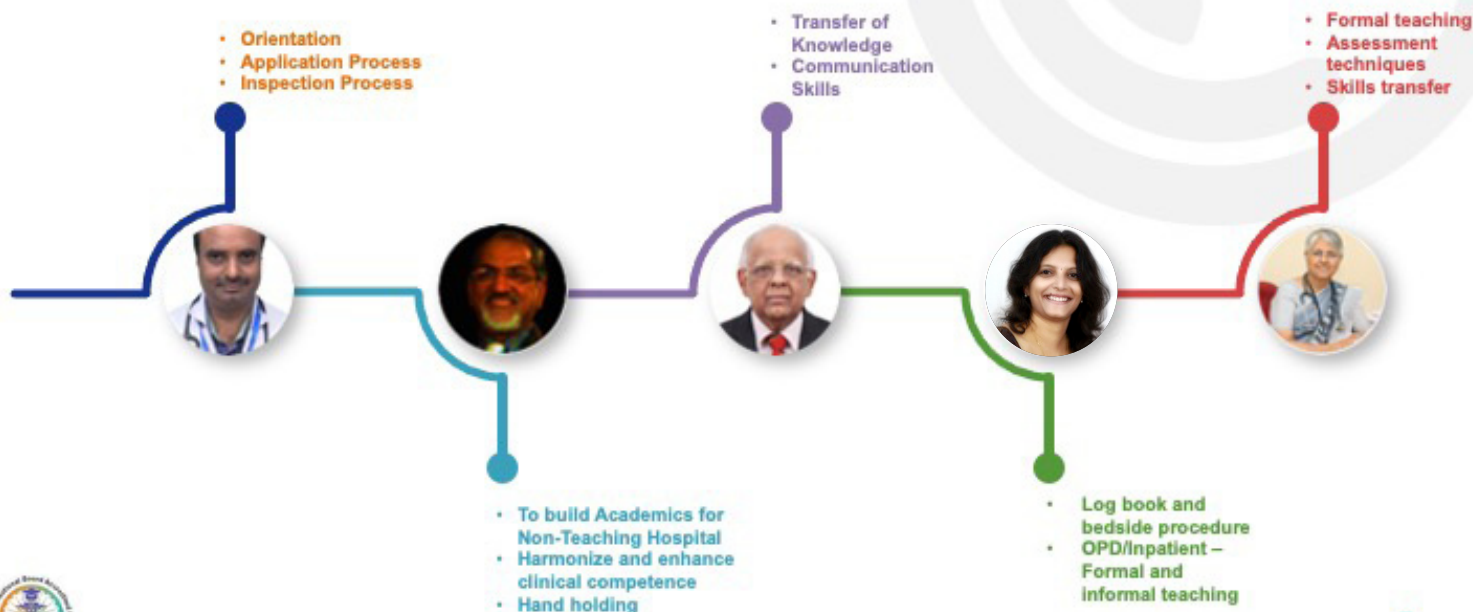 • Orientation
• Application Process
• Inspection Process
• Transfer of
Knowledge
• Communication
Skills
• Formal teaching
• Assessment
techniques
• Skills transfer
• To build Academics for
Non-Teaching Hospital
• Harmonize and enhance
clinical competence
• Hand holding
• Log book and
bedside procedure
• OPD/Inpatient –
Formal and
informal teaching